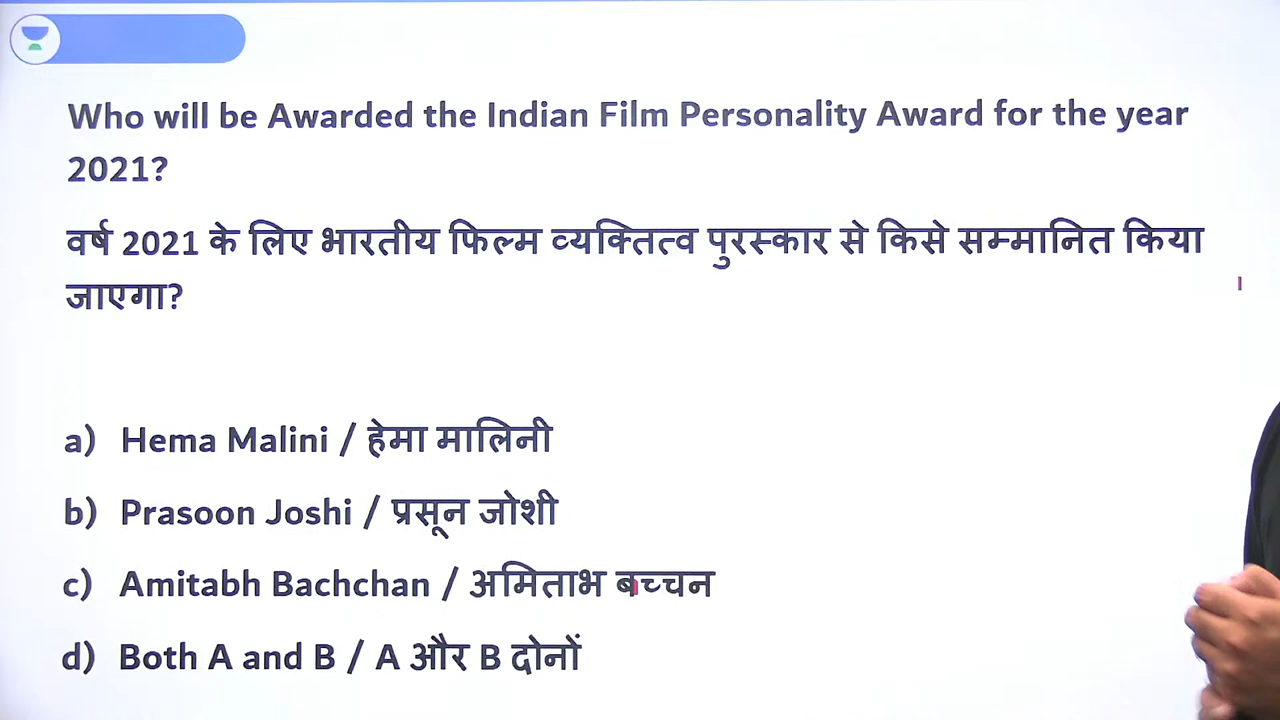 Who will be Awarded the Indian Film Personality Award for the year
2021?
वर्ष 2021 के लिए भारतीय फिल्म व्यक्तित्व पुरस्कार से किसे सम्मानित किया
जाएगा?
a) Hema Malini / हेमा मालिनी
b) Prasoon Joshi / प्रसून जोशी
c) Amitabh Bachchan / अमिताभ बच्चन
d) Both A and B / A और B दोनों